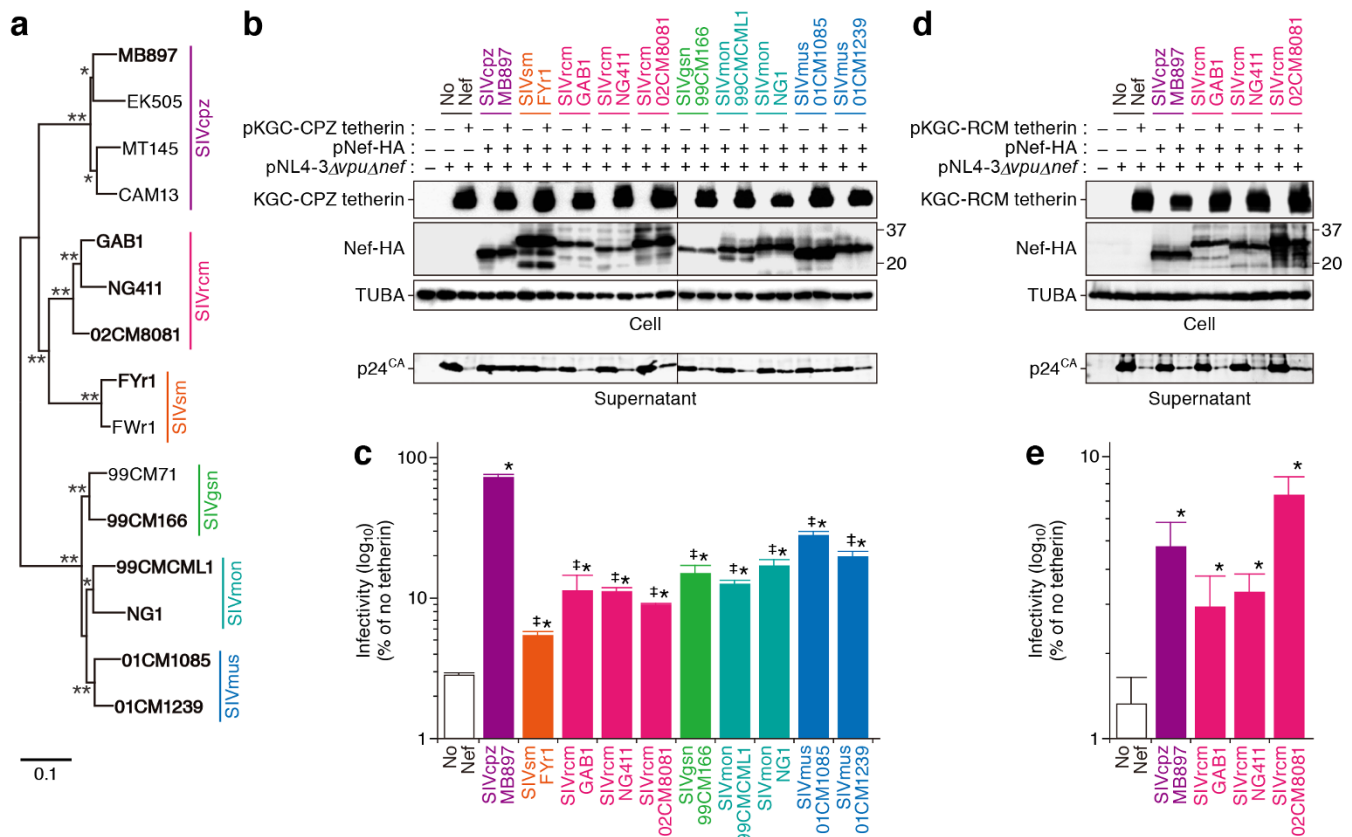 a
MB897
*
EK505
**
MT145
*
CAM13
SIVcpz
GAB1
**
NG411
**
02CM8081
SIVrcm
**
FYr1
**
FWr1
SIVsm
99CM71
**
99CM166
SIVgsn
**
99CMCML1
*
NG1
SIVmon
01CM1085
**
01CM1239
SIVmus
0.1
b
No Nef
SIVcpz MB897
SIVsm FYr1
SIVrcm GAB1
SIVrcm NG411
SIVrcm 02CM8081
SIVgsn 99CM166
SIVmon 99CMCML1
SIVmon NG1
SIVmus 01CM1085
SIVmus 01CM1239
pKGC-CPZ tetherin : – – + – + – + – + – + – + – + – + – + – + – +
pNef-HA : – – – + + + + + + + + + + + + + + + + + + + +
pNL4-3ΔvpuΔnef : – + + + + + + + + + + + + + + + + + + + + + +
KGC-CPZ tetherin
Nef-HA
37
20
TUBA
Cell
p24CA
Supernatant
c
Infectivity (log10)
(% of no tetherin)
100
10
1
*
‡*
‡*
‡*
‡*
‡*
‡*
‡*
‡*
‡*
No Nef
SIVcpz MB897
SIVsm FYr1
SIVrcm GAB1
SIVrcm NG411
SIVrcm 02CM8081
SIVgsn 99CM166
SIVmon 99CMCML1
SIVmon NG1
SIVmus 01CM1085
SIVmus 01CM1239
d
No Nef
SIVcpz MB897
SIVrcm GAB1
SIVrcm NG411
SIVrcm 02CM8081
pKGC-RCM tetherin : – – + – + – + – + – +
pNef-HA : – – – + + + + + + + +
pNL4-3ΔvpuΔnef : – + + + + + + + + + +
KGC-RCM tetherin
Nef-HA
37
20
TUBA
Cell
p24CA
Supernatant
e
Infectivity (log10)
(% of no tetherin)
10
1
*
*
*
*
No Nef
SIVcpz MB897
SIVrcm GAB1
SIVrcm NG411
SIVrcm 02CM8081